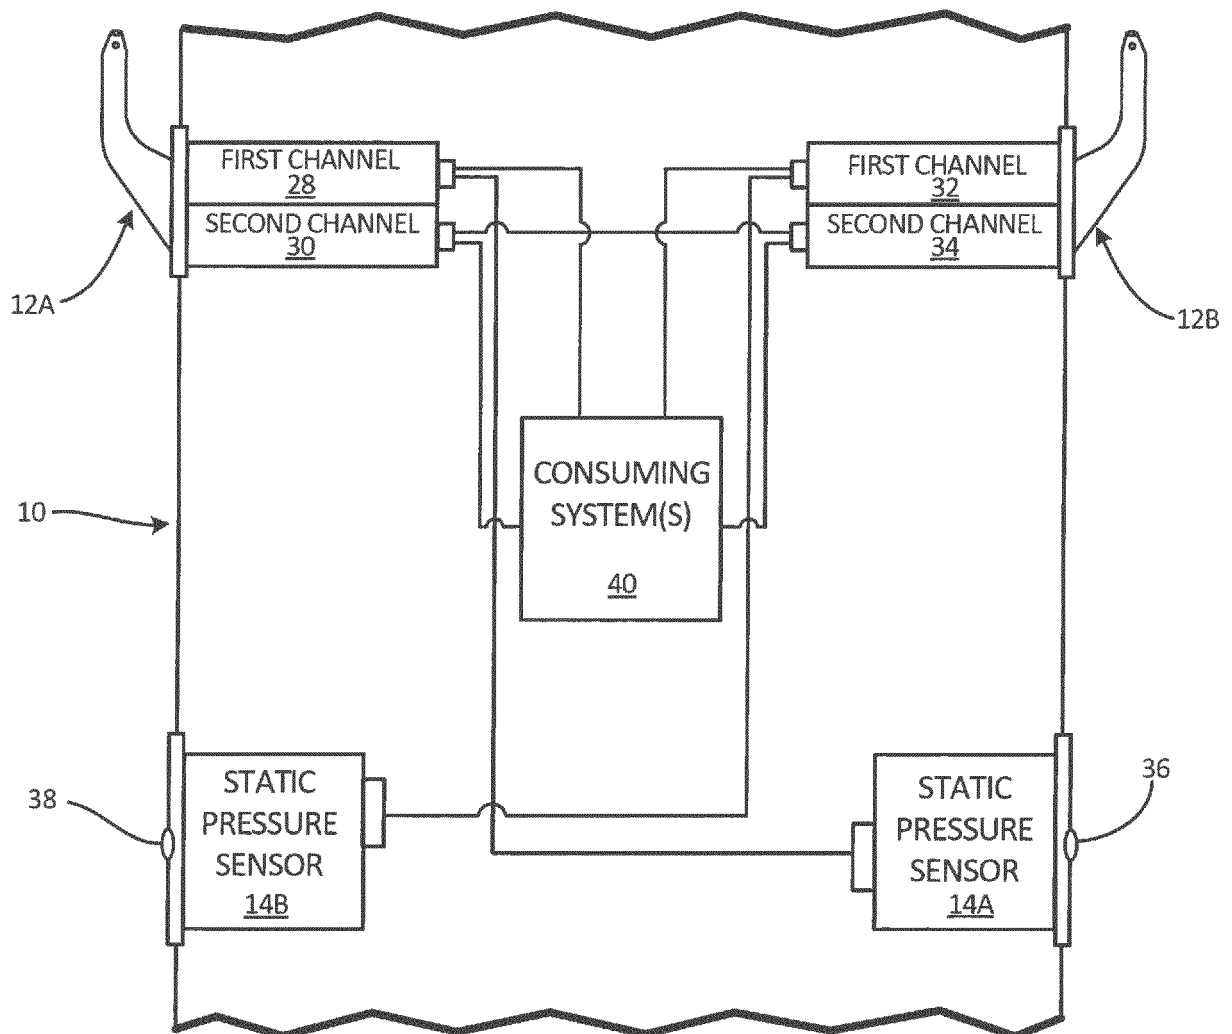 FIRST CHANNEL
28
SECOND CHANNEL
30
FIRST CHANNEL
32
SECOND CHANNEL
34
12A
12B
CONSUMING
SYSTEM(S)
40
10
38
STATIC
PRESSURE
SENSOR
14B
STATIC
PRESSURE
SENSOR
14A
36